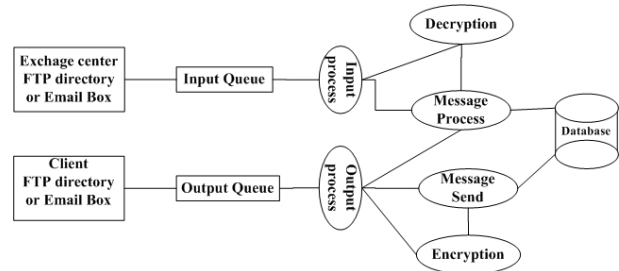 Decryption
Exchage center
FTP directory
or Email Box
Input Queue
Input
process
Message
Process
Database
Client
FTP directory
or Email Box
Output Queue
Output
process
Message
Send
Encryption